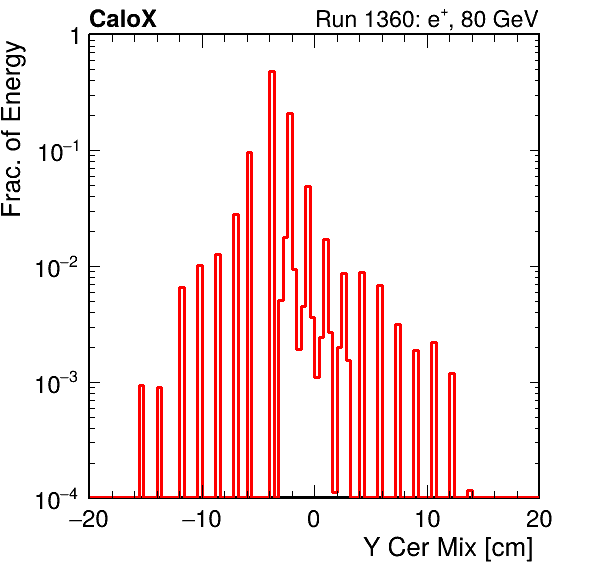 CaloX Run 1360: e⁺, 80 GeV
Frac. of Energy
1
10⁻¹
10⁻²
10⁻³
10⁻⁴
−20 −10 0 10 20
Y Cer Mix [cm]